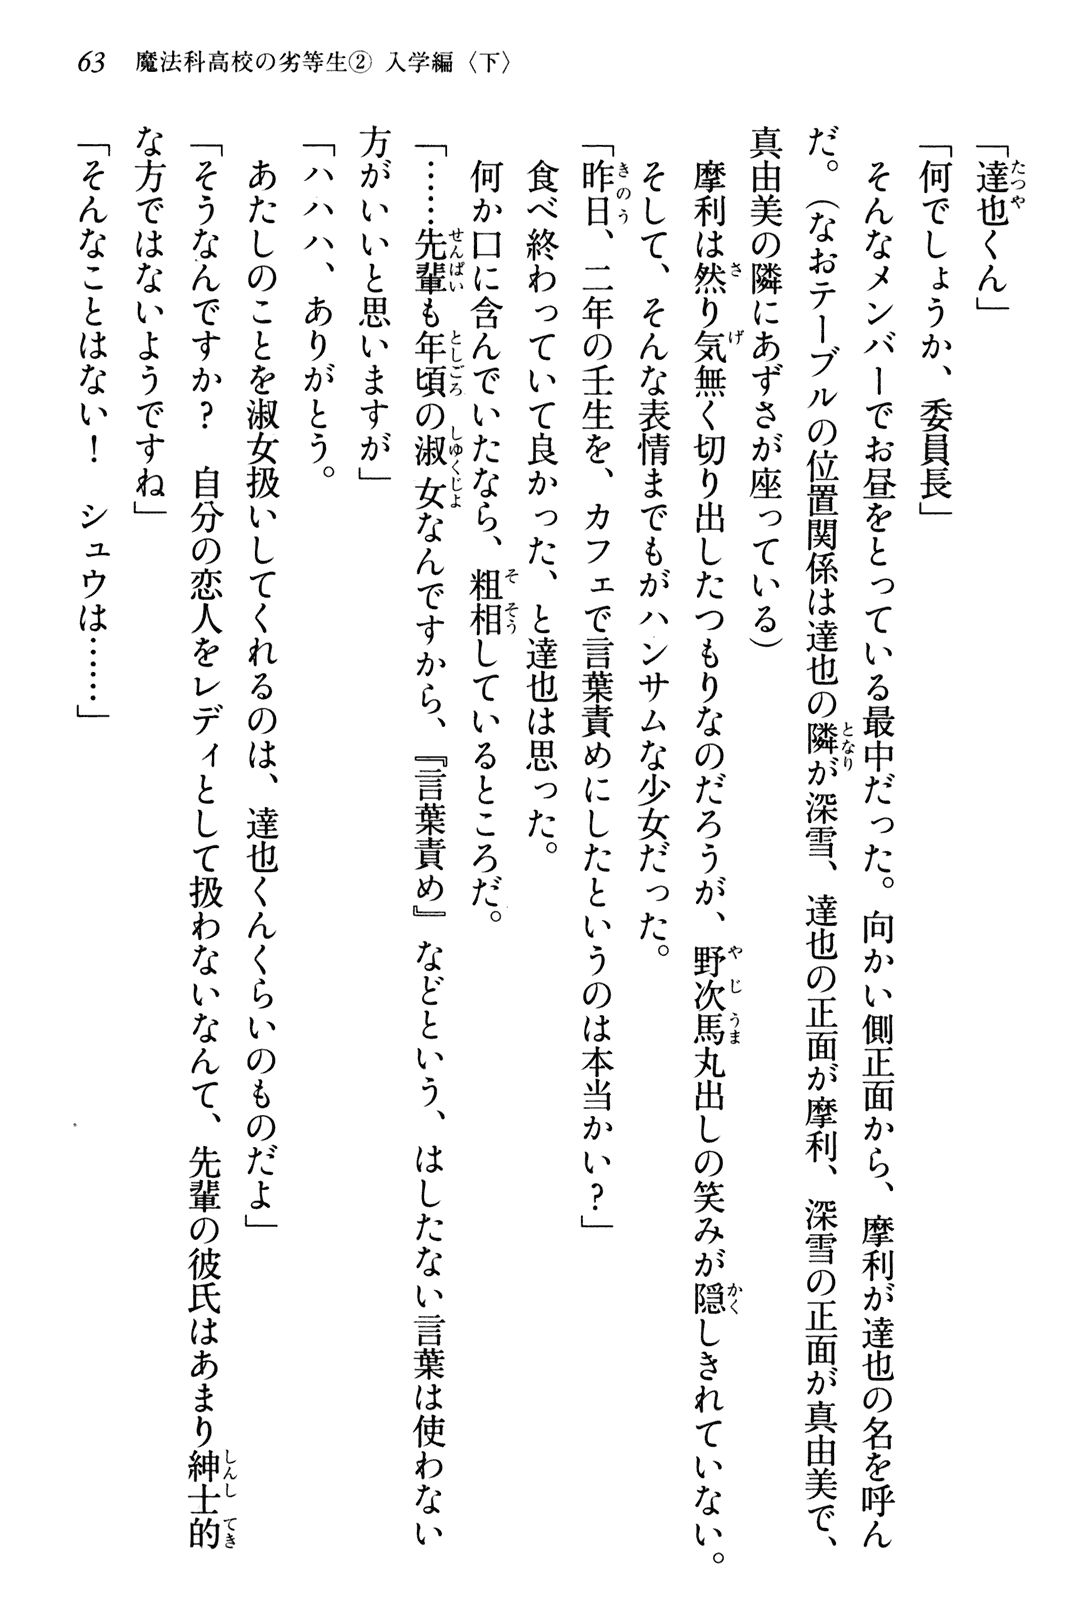 63　魔法科高校の劣等生② 入学編〈下〉
「達也くん」
「何でしょうか、委員長」
　そんなメンバーでお昼をとっている最中だった。向かい側正面から、摩利が達也の名を呼ん
だ。（なおテーブルの位置関係は達也の隣が深雪、達也の正面が摩利、深雪の正面が真由美で、
真由美の隣にあずさが座っている）
　摩利は然り気無く切り出したつもりなのだろうが、野次馬丸出しの笑みが隠しきれていない。
　そして、そんな表情までもがハンサムな少女だった。
「昨日、二年の壬生を、カフェで言葉責めにしたというのは本当かい？」
　食べ終わっていて良かった、と達也は思った。
　何か口に含んでいたなら、粗相しているところだ。
「……先輩も年頃の淑女なんですから、『言葉責め』などという、はしたない言葉は使わない
方がいいと思いますが」
「ハハハ、ありがとう。
　あたしのことを淑女扱いしてくれるのは、達也くんくらいのものだよ」
「そうなんですか？　自分の恋人をレディとして扱わないなんて、先輩の彼氏はあまり紳士的
な方ではないようですね」
「そんなことはない！　シュウは……」